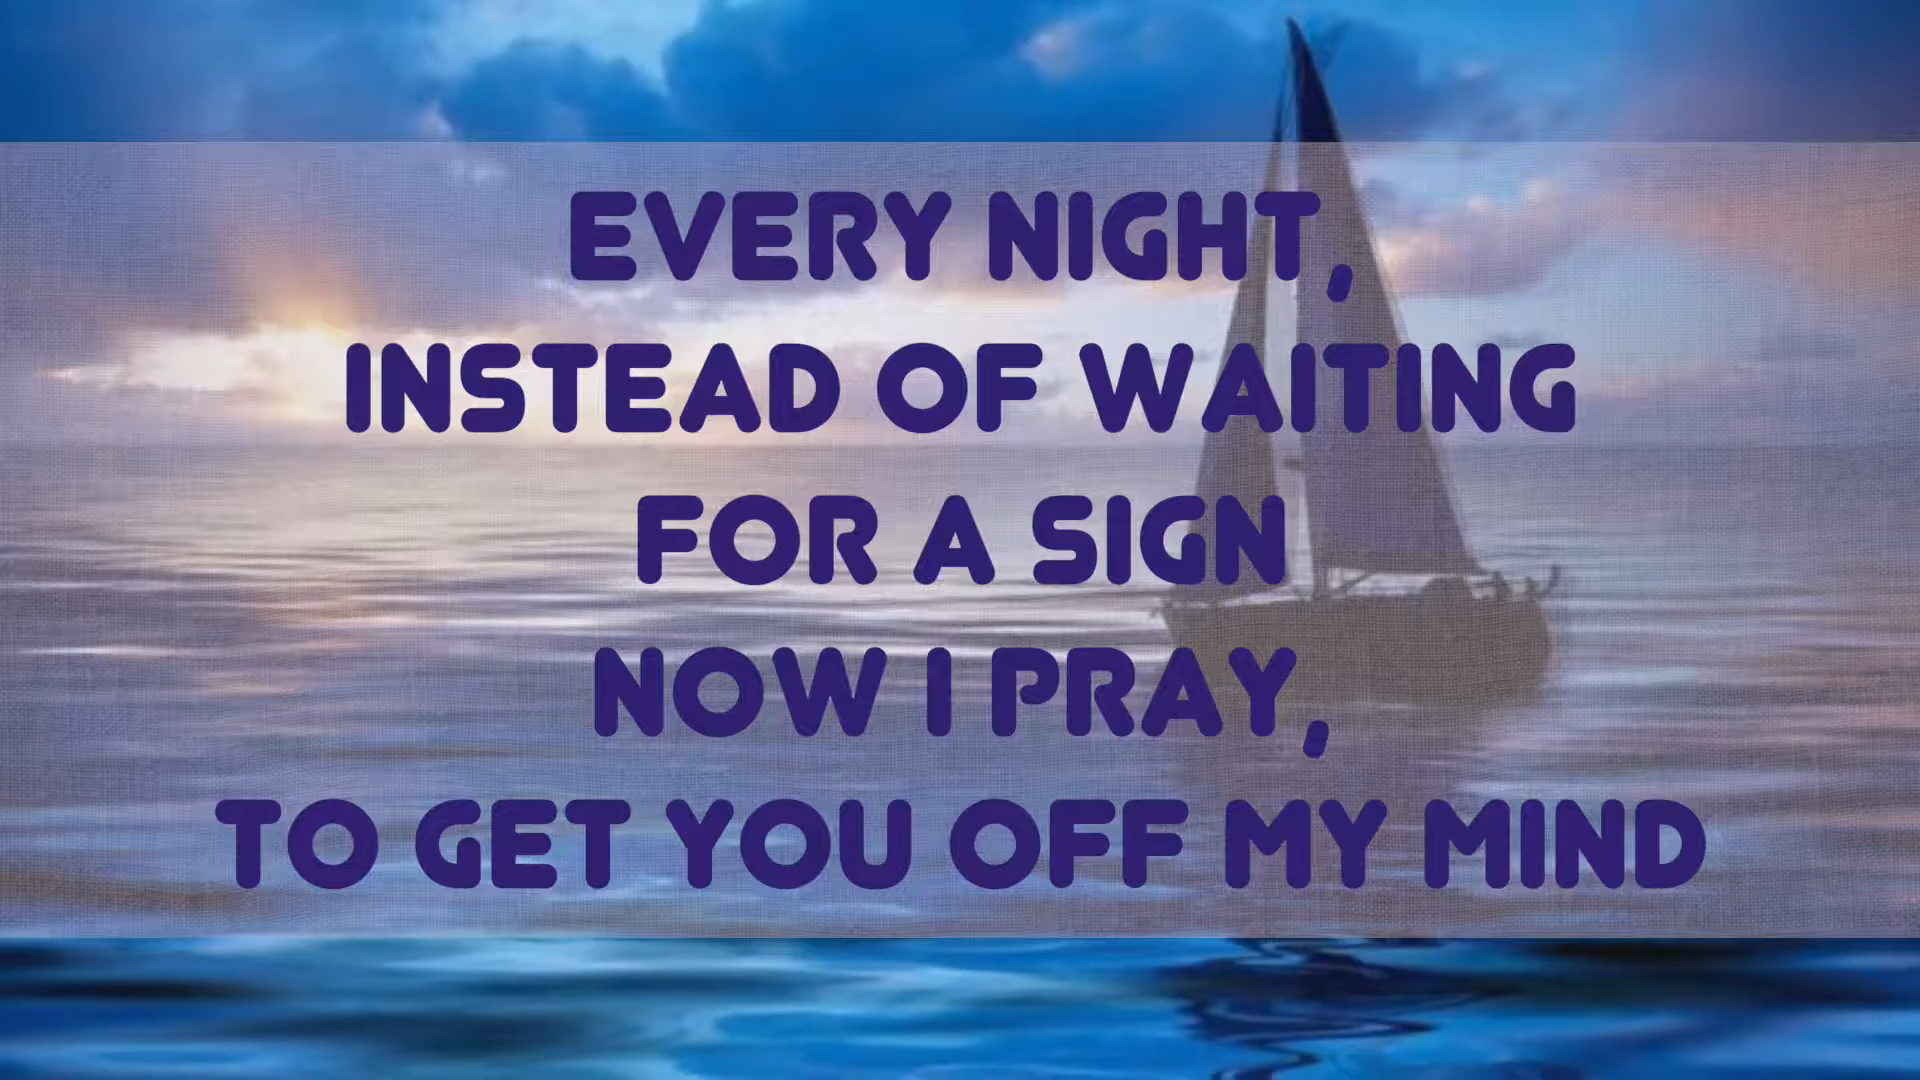 EVERY NIGHT,
INSTEAD OF WAITING
FOR A SIGN
NOW I PRAY,
TO GET YOU OFF MY MIND